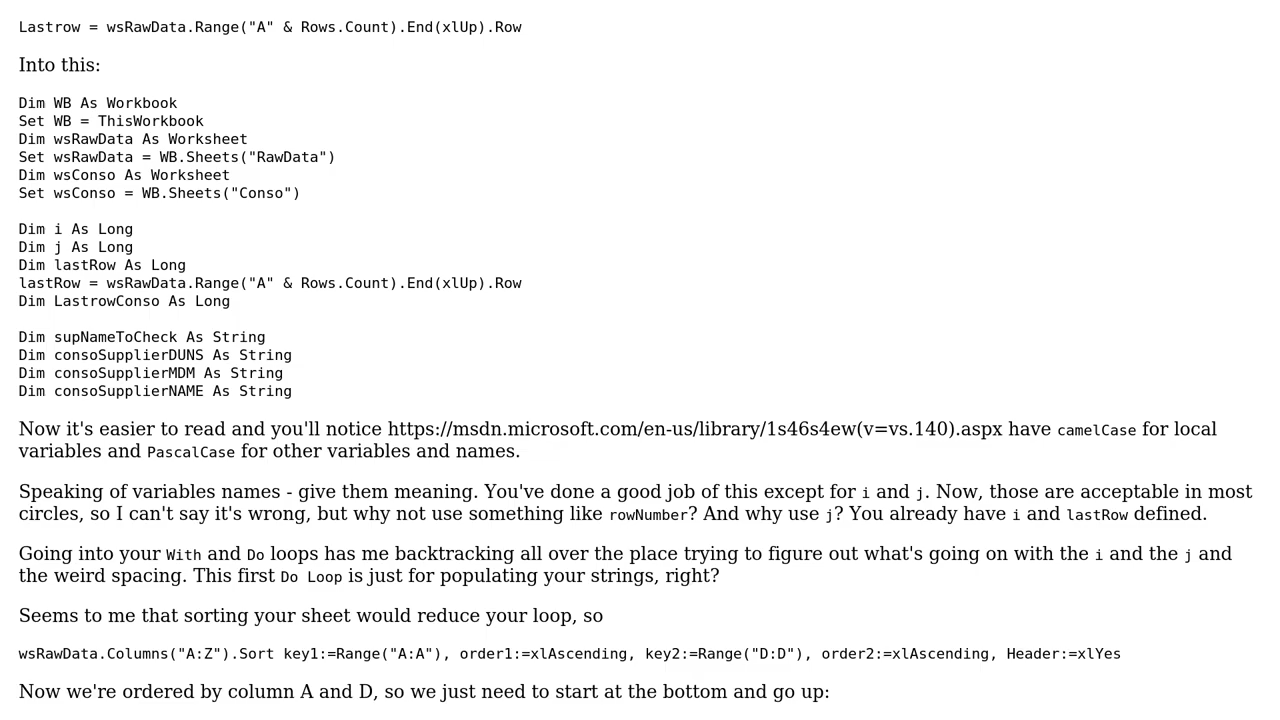 Lastrow = wsRawData.Range("A" & Rows.Count).End(xlUp).Row
Into this:
Dim WB As Workbook
Set WB = ThisWorkbook
Dim wsRawData As Worksheet
Set wsRawData = WB.Sheets("RawData")
Dim wsConso As Worksheet
Set wsConso = WB.Sheets("Conso")
Dim i As Long
Dim j As Long
Dim lastRow As Long
lastRow = wsRawData.Range("A" & Rows.Count).End(xlUp).Row
Dim LastrowConso As Long
Dim supNameToCheck As String
Dim consoSupplierDUNS As String
Dim consoSupplierMDM As String
Dim consoSupplierNAME As String
Now it's easier to read and you'll notice https://msdn.microsoft.com/en-us/library/1s46s4ew(v=vs.140).aspx have camelCase for local
variables and PascalCase for other variables and names.
Speaking of variables names - give them meaning. You've done a good job of this except for i and j. Now, those are acceptable in most
circles, so I can't say it's wrong, but why not use something like rowNumber? And why use j? You already have i and lastRow defined.
Going into your With and Do loops has me backtracking all over the place trying to figure out what's going on with the i and the j and
the weird spacing. This first Do Loop is just for populating your strings, right?
Seems to me that sorting your sheet would reduce your loop, so
wsRawData.Columns("A:Z").Sort key1:=Range("A:A"), order1:=xlAscending, key2:=Range("D:D"), order2:=xlAscending, Header:=xlYes
Now we're ordered by column A and D, so we just need to start at the bottom and go up: